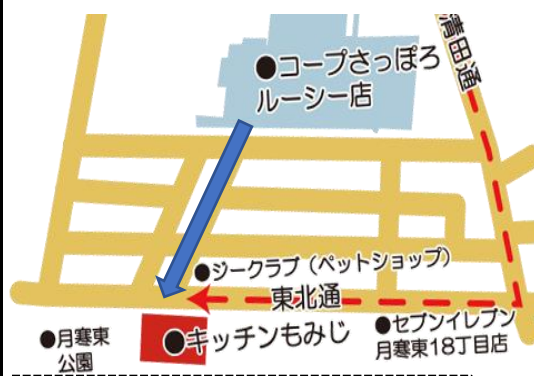 ●コープさっぽろ
ルーシー店
清田通
●ジークラブ（ペットショップ）
東北通
●月寒東
公園
●キッチンもみじ
●セブンイレブン
月寒東18丁目店